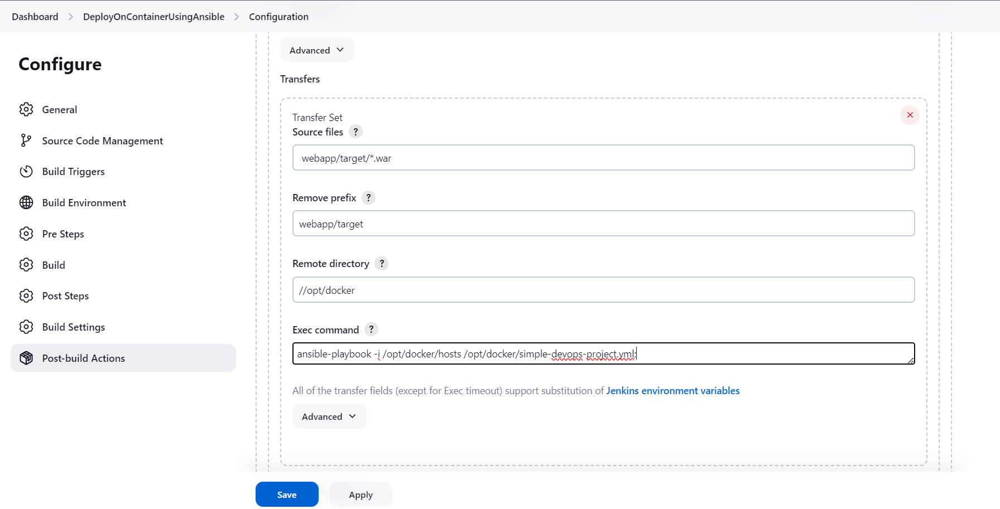 Dashboard > DeployOnContainerUsingAnsible > Configuration
Configure
General
Source Code Management
Build Triggers
Build Environment
Pre Steps
Build
Post Steps
Build Settings
Post-build Actions
Advanced
Transfers
Transfer Set
Source files ?
webapp/target/*.war
Remove prefix ?
webapp/target
Remote directory ?
//opt/docker
Exec command ?
ansible-playbook -i /opt/docker/hosts /opt/docker/simple-devops-project.yml;
All of the transfer fields (except for Exec timeout) support substitution of Jenkins environment variables
Advanced
Save
Apply